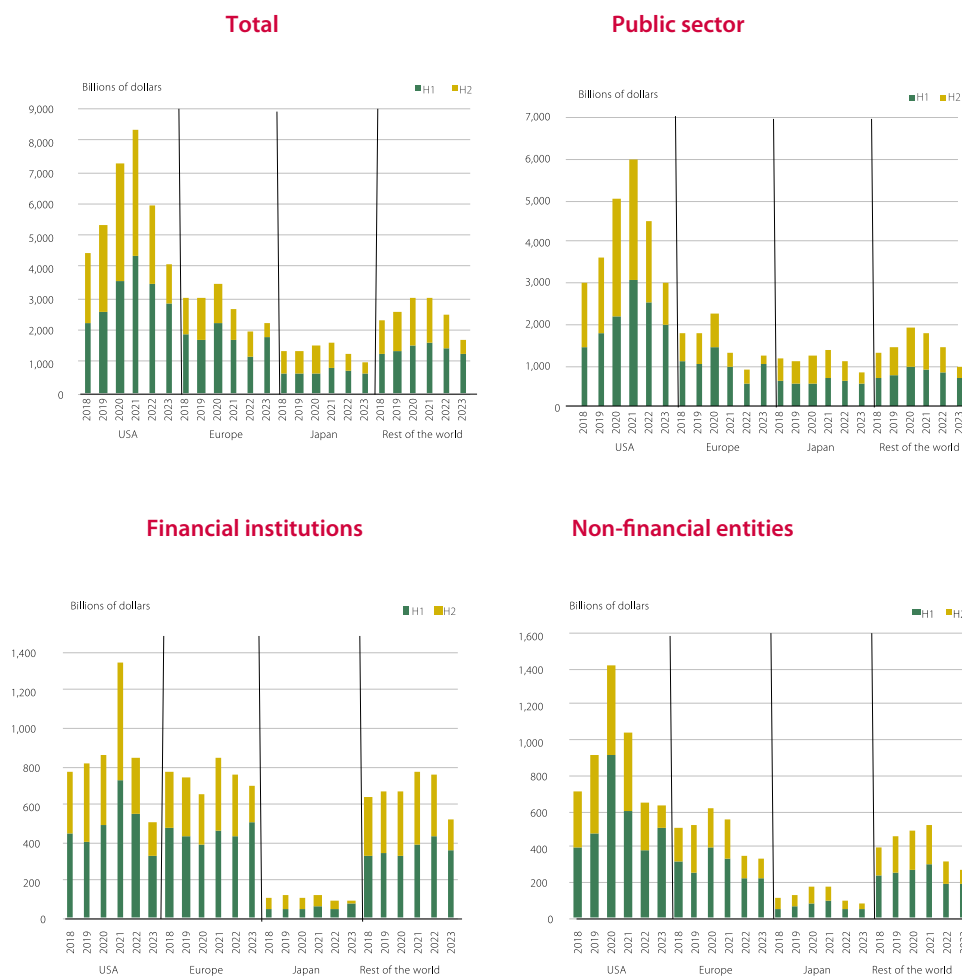 Total
Billions of dollars
H1 H2
9,000
8,000
7,000
6,000
5,000
4,000
3,000
2,000
1,000
0
2018 2019 2020 2021 2022 2023 2018 2019 2020 2021 2022 2023 2018 2019 2020 2021 2022 2023 2018 2019 2020 2021 2022 2023
USA Europe Japan Rest of the world
Public sector
Billions of dollars
H1 H2
7,000
6,000
5,000
4,000
3,000
2,000
1,000
0
2018 2019 2020 2021 2022 2023 2018 2019 2020 2021 2022 2023 2018 2019 2020 2021 2022 2023 2018 2019 2020 2021 2022 2023
USA Europe Japan Rest of the world
Financial institutions
Billions of dollars
H1 H2
1,400
1,200
1,000
800
600
400
200
0
2018 2019 2020 2021 2022 2023 2018 2019 2020 2021 2022 2023 2018 2019 2020 2021 2022 2023 2018 2019 2020 2021 2022 2023
USA Europe Japan Rest of the world
Non-financial entities
Billions of dollars
H1 H2
1,600
1,400
1,200
1,000
800
600
400
200
0
2018 2019 2020 2021 2022 2023 2018 2019 2020 2021 2022 2023 2018 2019 2020 2021 2022 2023 2018 2019 2020 2021 2022 2023
USA Europe Japan Rest of the world